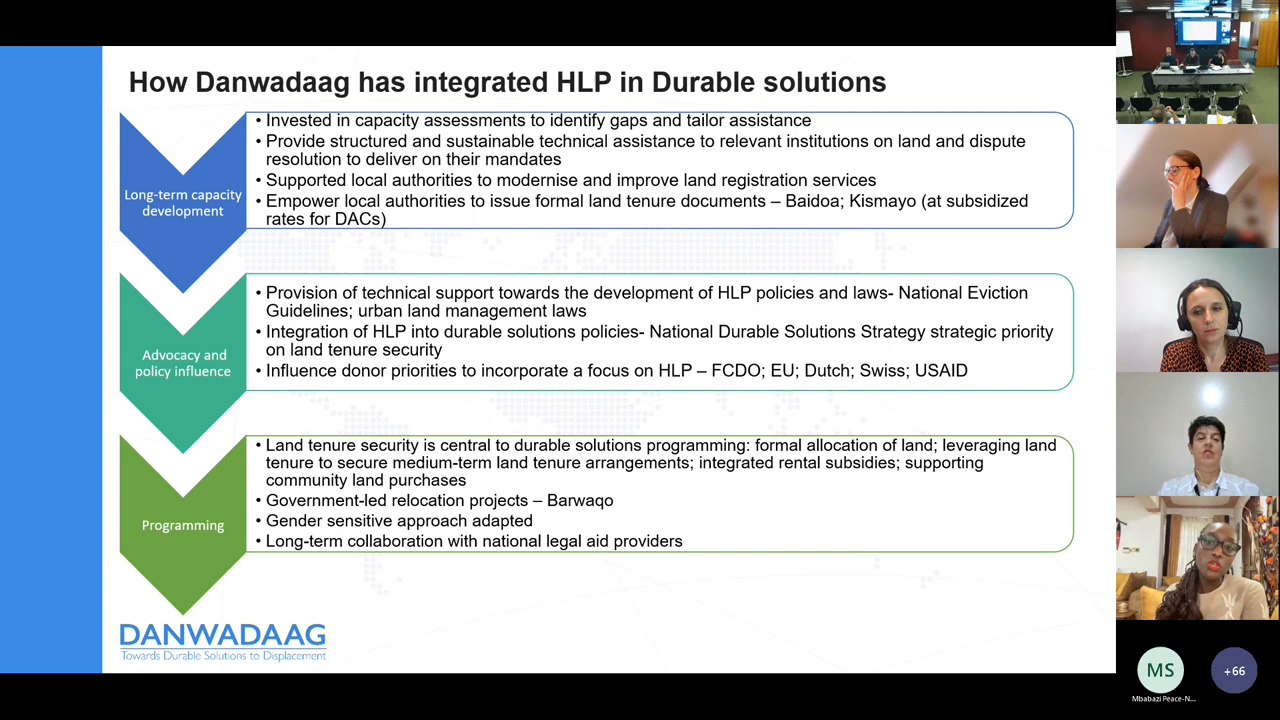 How Danwadaag has integrated HLP in Durable solutions
Long-term capacity
development
• Invested in capacity assessments to identify gaps and tailor assistance
• Provide structured and sustainable technical assistance to relevant institutions on land and dispute
resolution to deliver on their mandates
• Supported local authorities to modernise and improve land registration services
• Empower local authorities to issue formal land tenure documents – Baidoa; Kismayo (at subsidized
rates for DACs)
Advocacy and
policy influence
• Provision of technical support towards the development of HLP policies and laws- National Eviction
Guidelines; urban land management laws
• Integration of HLP into durable solutions policies- National Durable Solutions Strategy strategic priority
on land tenure security
• Influence donor priorities to incorporate a focus on HLP – FCDO; EU; Dutch; Swiss; USAID
Programming
• Land tenure security is central to durable solutions programming: formal allocation of land; leveraging land
tenure to secure medium-term land tenure arrangements; integrated rental subsidies; supporting
community land purchases
• Government-led relocation projects – Barwaqo
• Gender sensitive approach adapted
• Long-term collaboration with national legal aid providers
DANWADAAG
Towards Durable Solutions to Displacement
MS
+66
Mbabazi Peace-N...